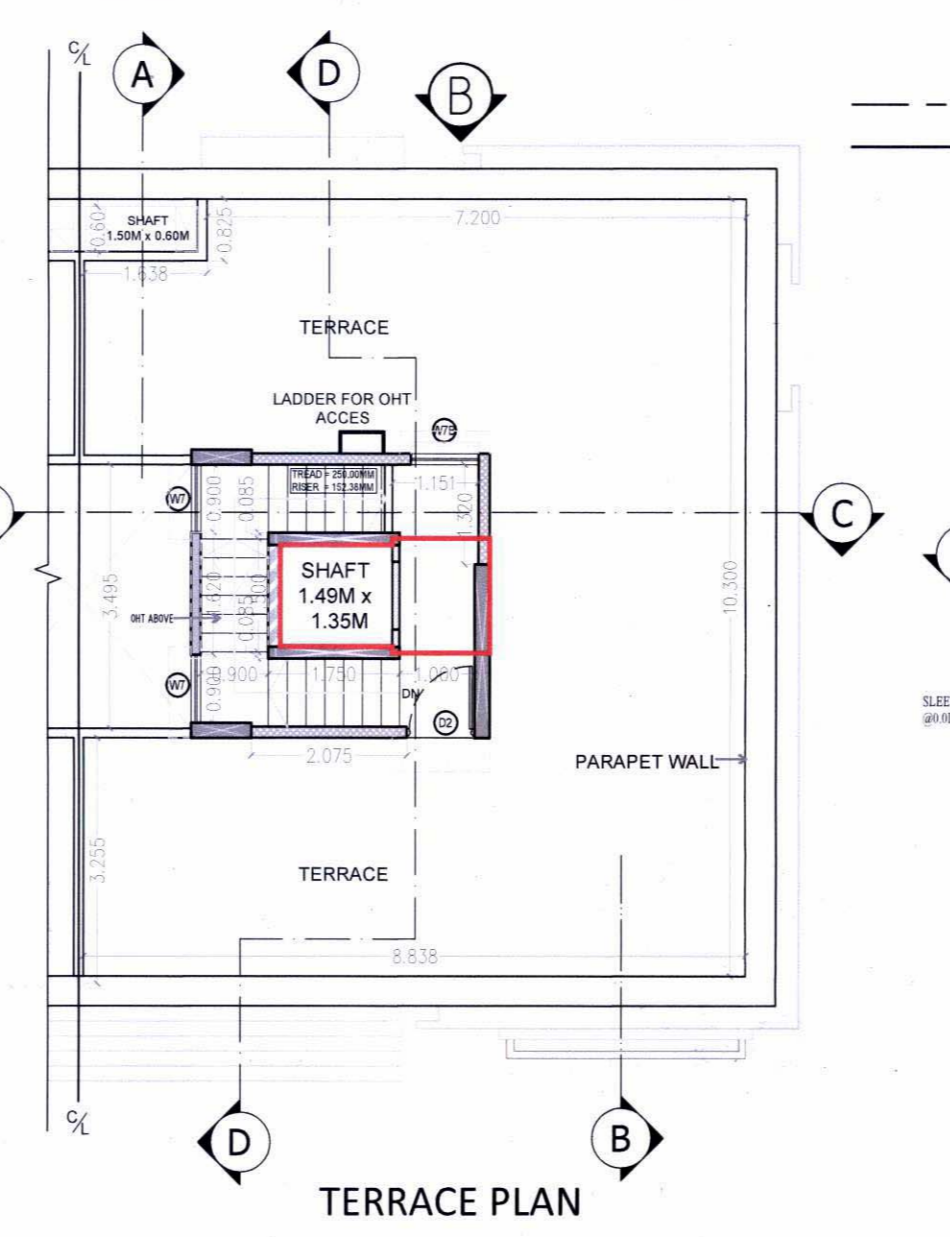 C/L
A
D
B
SHAFT
1.50M x 0.60M
0.60
0.825
7.200
1.638
TERRACE
LADDER FOR OHT
ACCES
W7B
TREAD = 250.00MM
RISER = 152.38MM
1.151
1.320
W7
0.900
0.085
C
SHAFT
1.49M x
1.35M
3.495
1.620
0.085
10.300
OHT ABOVE
W7
0.900
0.900
1.750
1.000
DN
D2
2.075
SLEE
PARAPET WALL
3.255
TERRACE
8.838
C/L
D
B
TERRACE PLAN